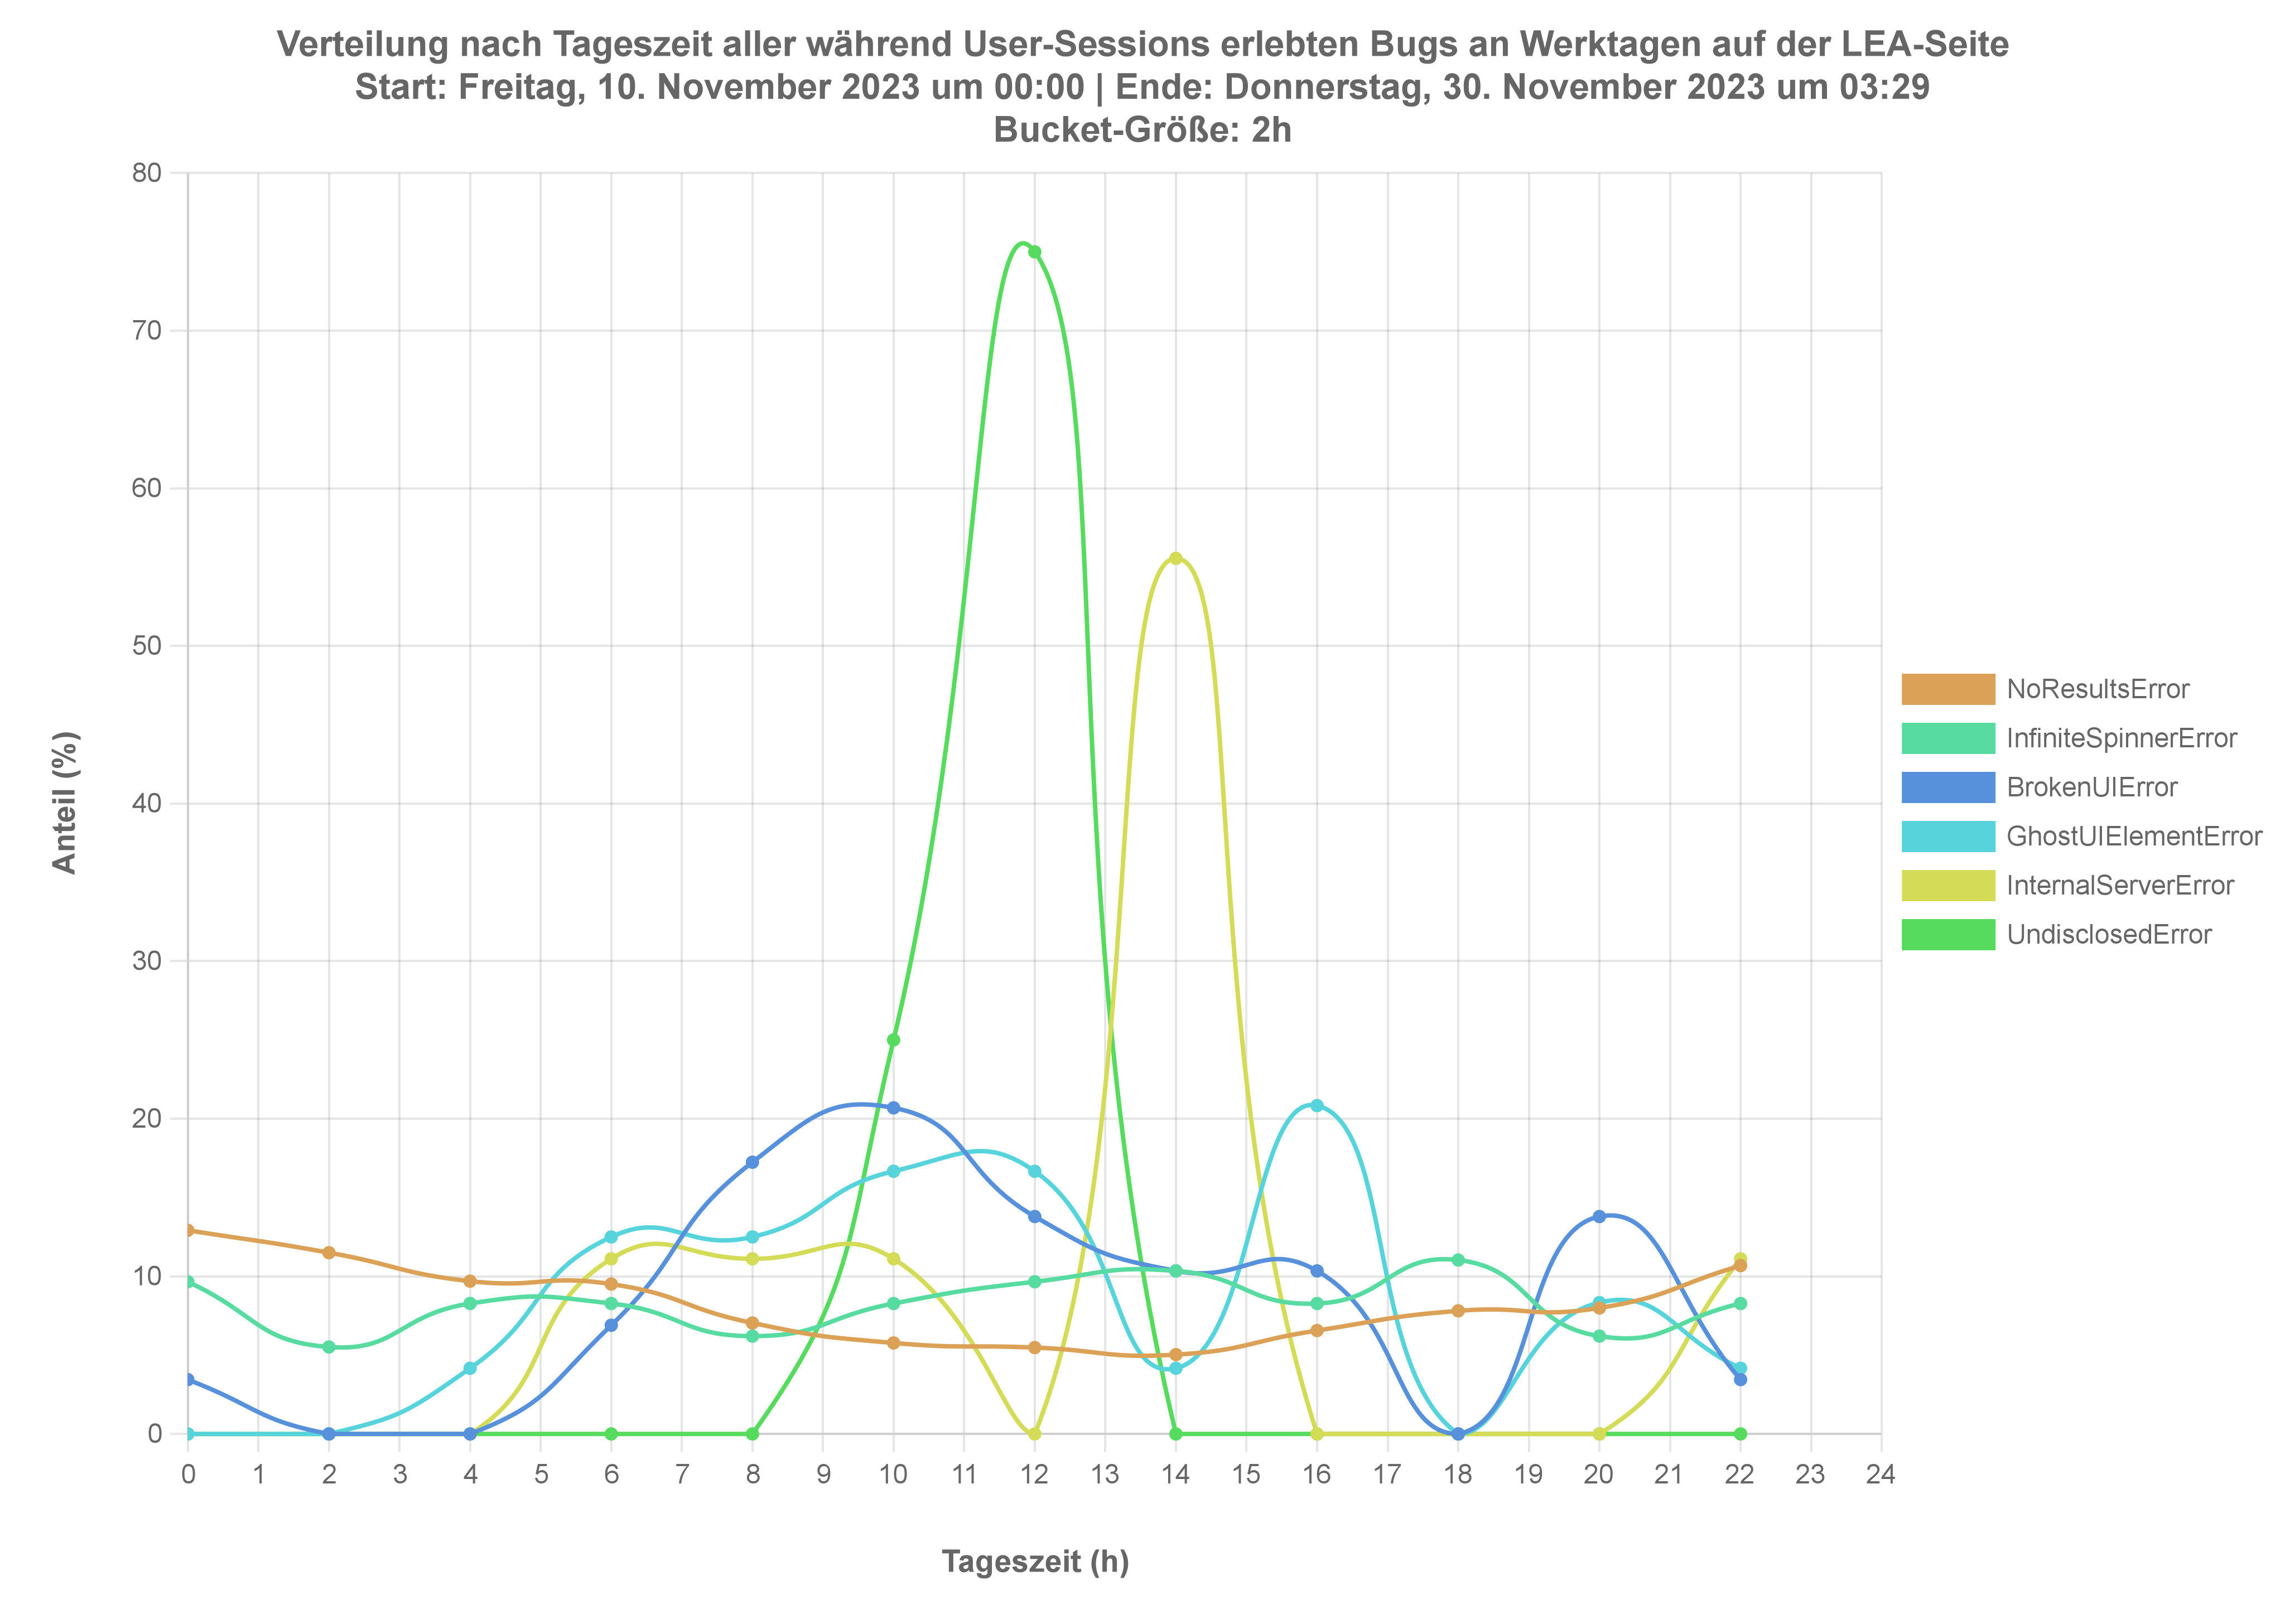 Verteilung nach Tageszeit aller während User-Sessions erlebten Bugs an Werktagen auf der LEA-Seite
Start: Freitag, 10. November 2023 um 00:00 | Ende: Donnerstag, 30. November 2023 um 03:29
Bucket-Größe: 2h
80
70
60
50
40
30
20
10
0
Anteil (%)
0 1 2 3 4 5 6 7 8 9 10 11 12 13 14 15 16 17 18 19 20 21 22 23 24
Tageszeit (h)
NoResultsError
InfiniteSpinnerError
BrokenUIError
GhostUIElementError
InternalServerError
UndisclosedError